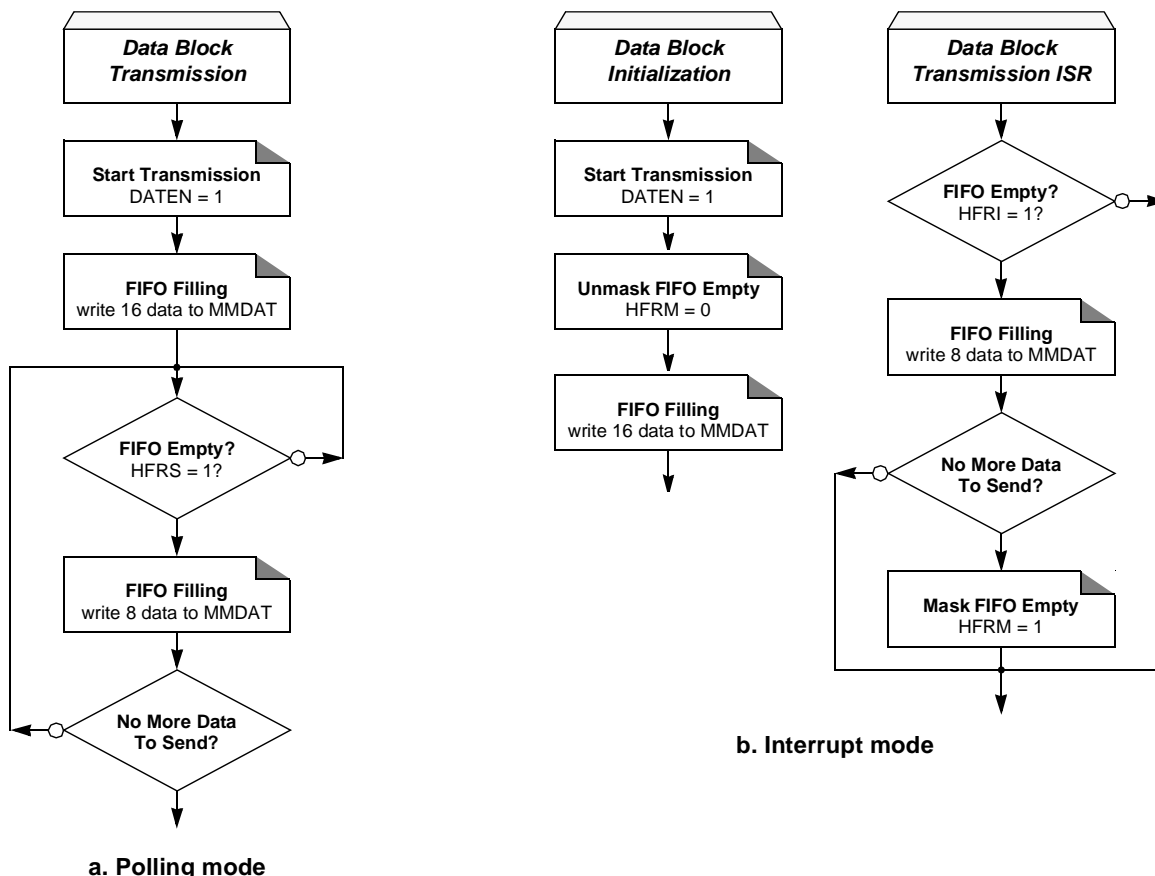 Data Block
Transmission
Start Transmission
DATEN = 1
FIFO Filling
write 16 data to MMDAT
FIFO Empty?
HFRS = 1?
FIFO Filling
write 8 data to MMDAT
No More Data
To Send?
a. Polling mode
Data Block
Initialization
Start Transmission
DATEN = 1
Unmask FIFO Empty
HFRM = 0
FIFO Filling
write 16 data to MMDAT
Data Block
Transmission ISR
FIFO Empty?
HFRI = 1?
FIFO Filling
write 8 data to MMDAT
No More Data
To Send?
Mask FIFO Empty
HFRM = 1
b. Interrupt mode